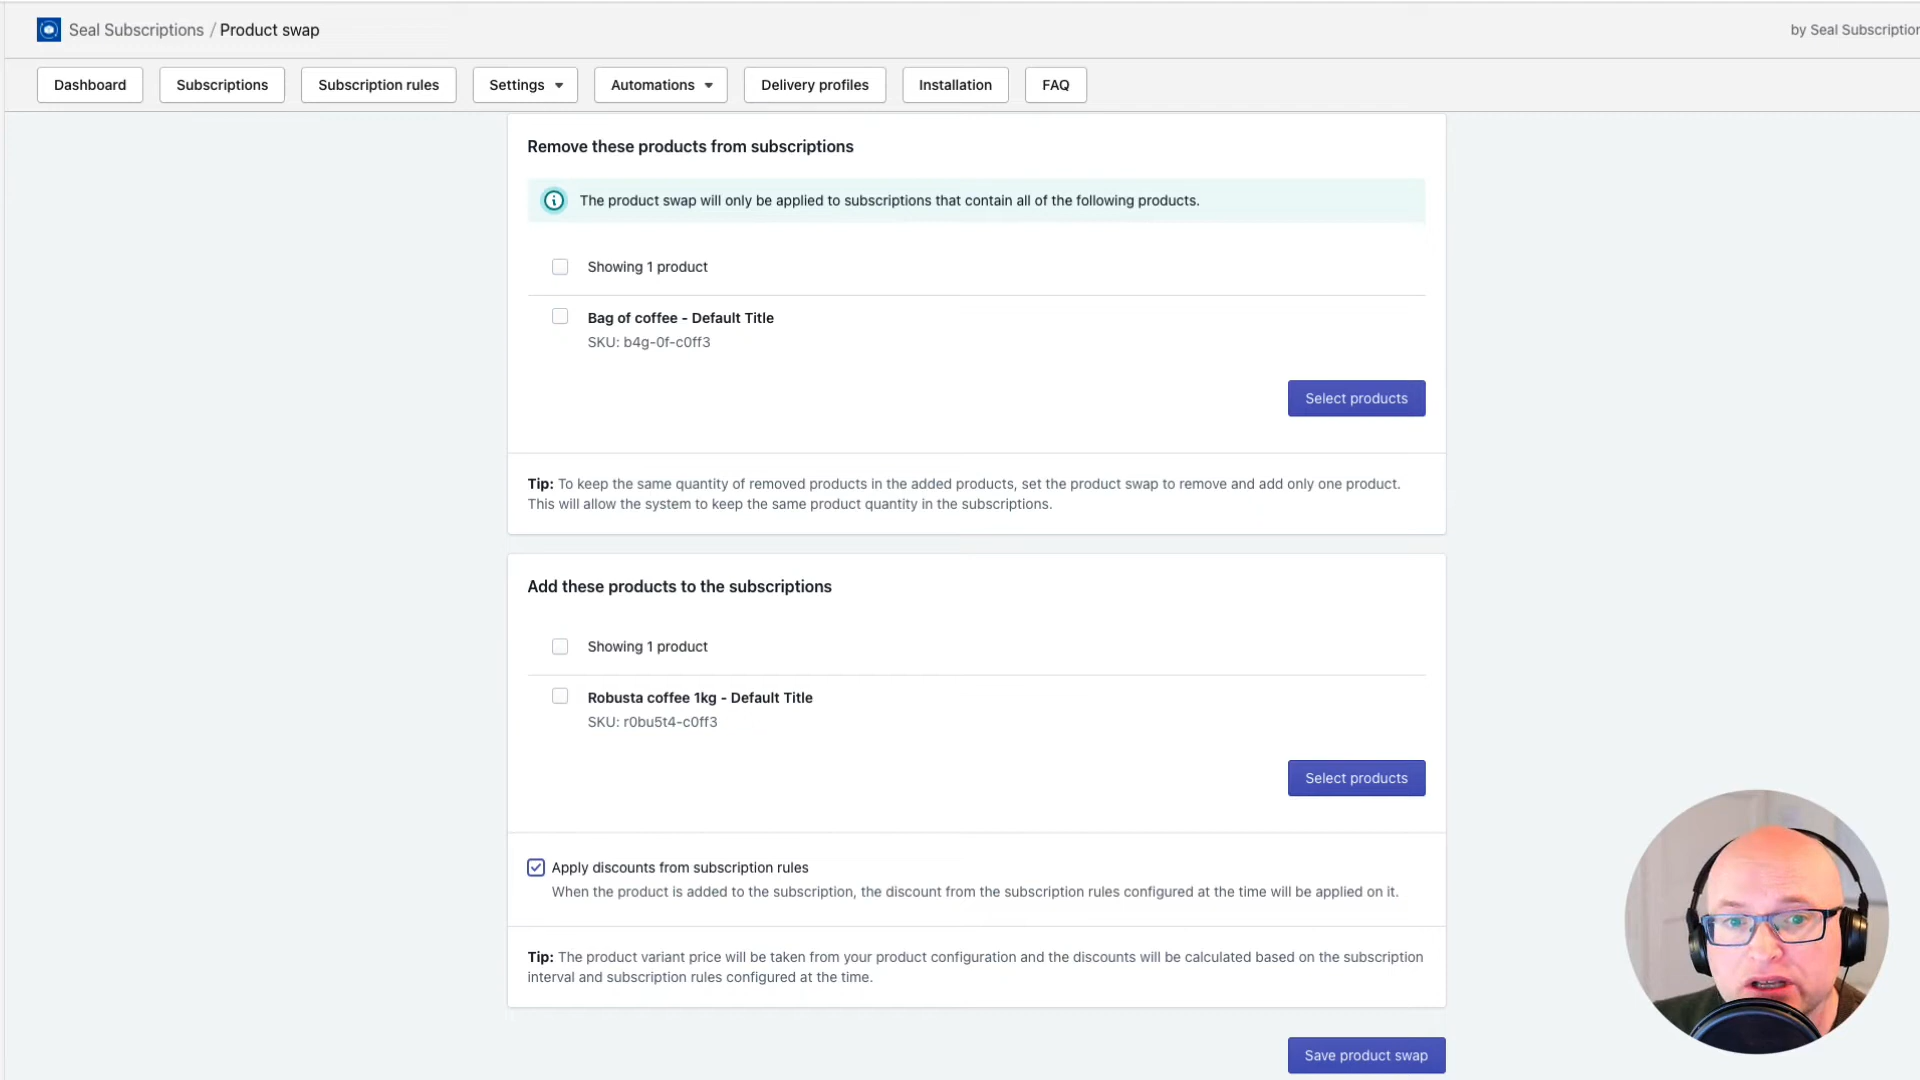 Seal Subscriptions / Product swap
by Seal Subscription
Dashboard
Subscriptions
Subscription rules
Settings
Automations
Delivery profiles
Installation
FAQ
Remove these products from subscriptions
The product swap will only be applied to subscriptions that contain all of the following products.
Showing 1 product
Bag of coffee - Default Title
SKU: b4g-0f-c0ff3
Select products
Tip: To keep the same quantity of removed products in the added products, set the product swap to remove and add only one product.
This will allow the system to keep the same product quantity in the subscriptions.
Add these products to the subscriptions
Showing 1 product
Robusta coffee 1kg - Default Title
SKU: r0bu5t4-c0ff3
Select products
Apply discounts from subscription rules
When the product is added to the subscription, the discount from the subscription rules configured at the time will be applied on it.
Tip: The product variant price will be taken from your product configuration and the discounts will be calculated based on the subscription
interval and subscription rules configured at the time.
Save product swap